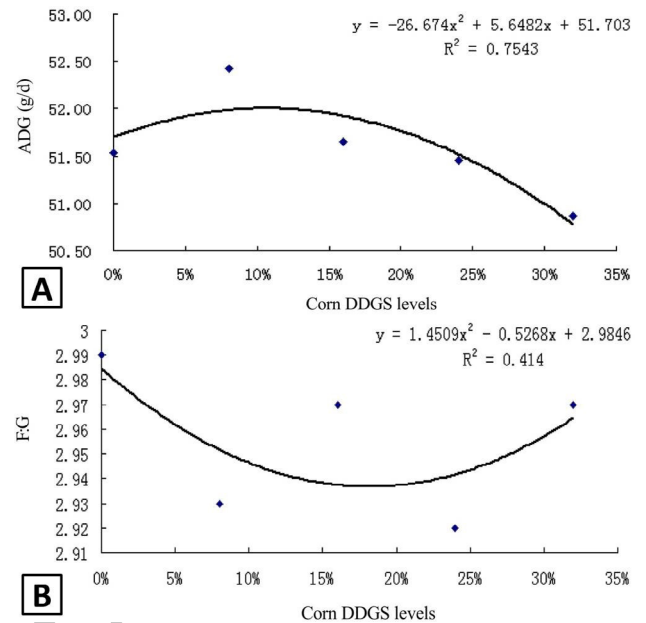 53.00
y = -26.674x² + 5.6482x + 51.703
R² = 0.7543
52.50
52.00
51.50
51.00
50.50
ADG (g/d)
0% 5% 10% 15% 20% 25% 30% 35%
A
Corn DDGS levels
3
y = 1.4509x² - 0.5268x + 2.9846
R² = 0.414
2.99
2.98
2.97
2.96
2.95
2.94
2.93
2.92
2.91
F:G
0% 5% 10% 15% 20% 25% 30% 35%
B
Corn DDGS levels